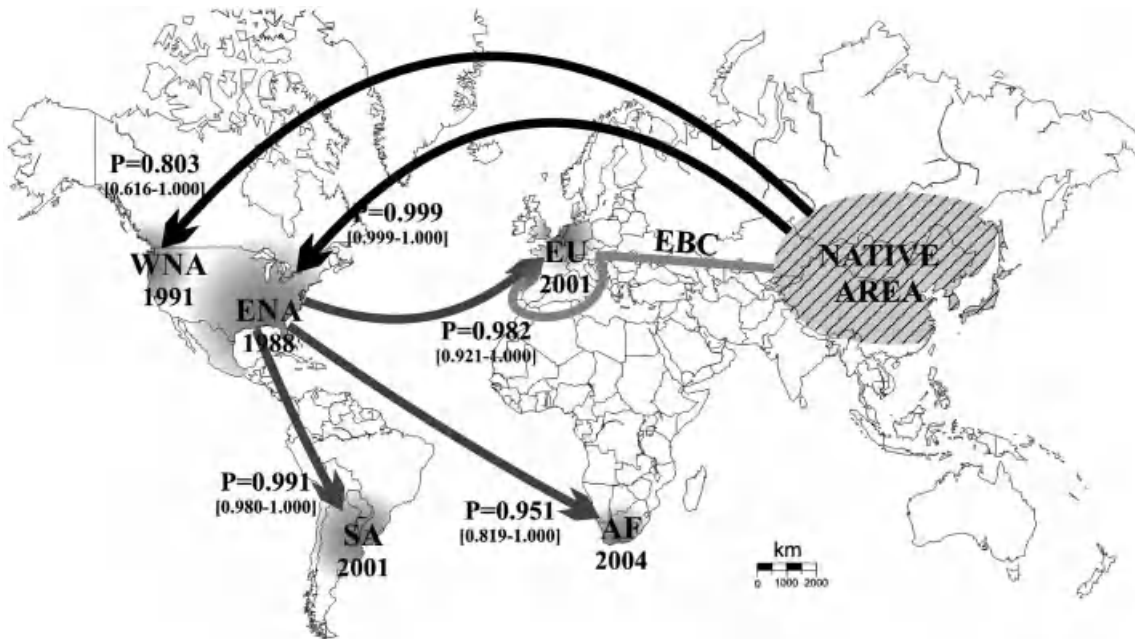 P=0.803
[0.616-1.000]
P=0.999
[0.999-1.000]
WNA
1991
ENA
1988
EU
2001
EBC
NATIVE
AREA
P=0.982
[0.921-1.000]
P=0.991
[0.980-1.000]
SA
2001
P=0.951
[0.819-1.000]
AF
2004
km
0 1000 2000